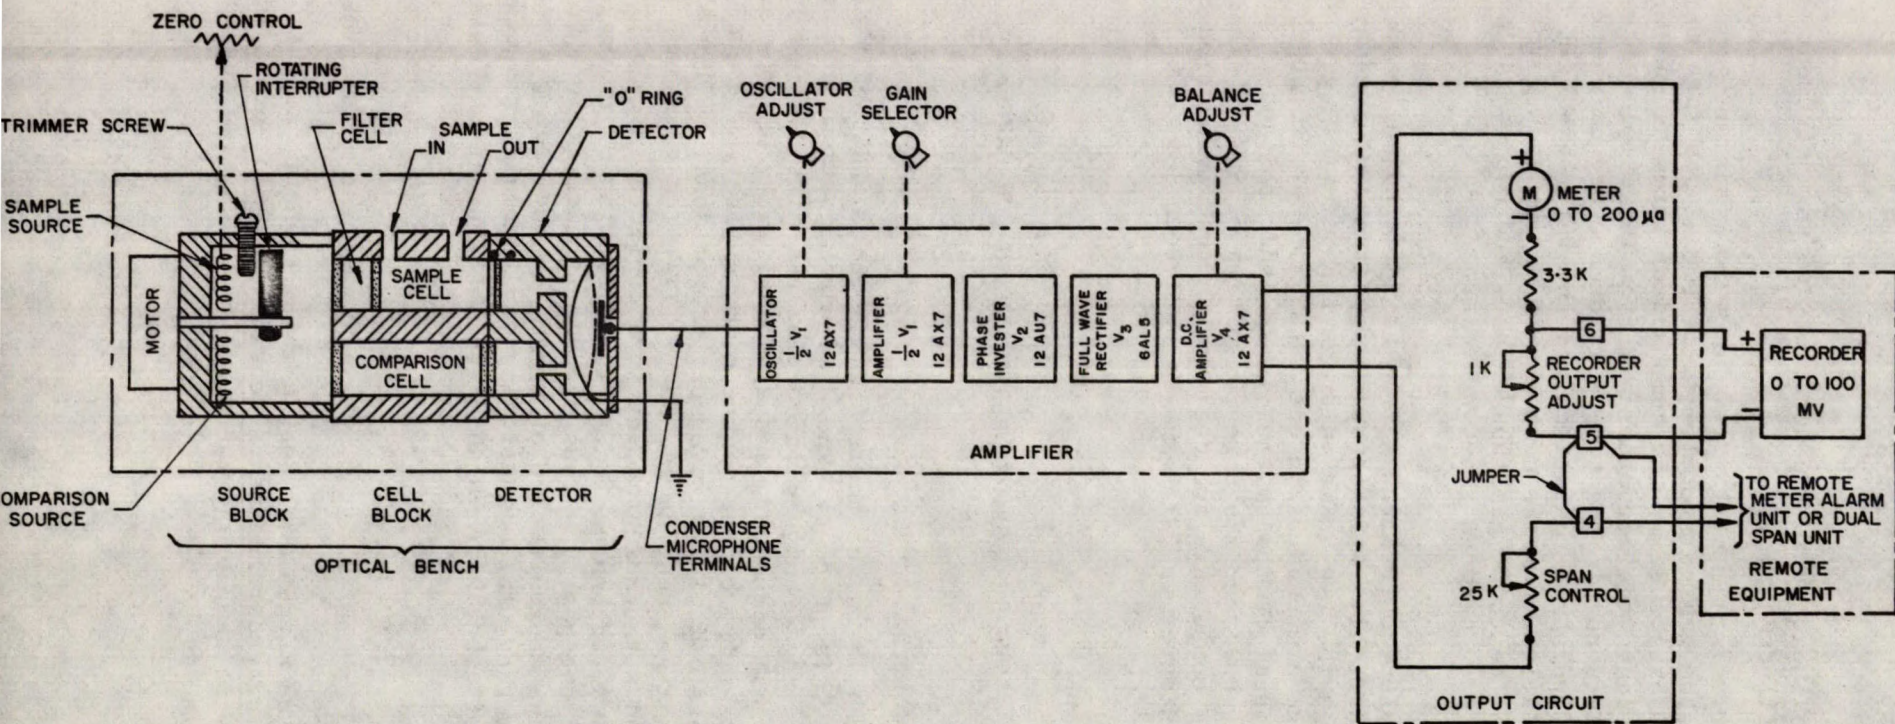 ZERO CONTROL
ROTATING
INTERRUPTER
TRIMMER SCREW
FILTER
CELL
SAMPLE
IN
OUT
"O" RING
DETECTOR
SAMPLE
SOURCE
MOTOR
SAMPLE
CELL
COMPARISON
CELL
OMPARISON
SOURCE
SOURCE
BLOCK
CELL
BLOCK
DETECTOR
OPTICAL BENCH
CONDENSER
MICROPHONE
TERMINALS
OSCILLATOR
ADJUST
GAIN
SELECTOR
BALANCE
ADJUST
OSCILLATOR
1/2 V1
12AX7
AMPLIFIER
1/2 V1
12 AX7
PHASE
INVESTER
V2
12 AU7
FULL WAVE
RECTIFIER
V3
6AL5
D.C.
AMPLIFIER
V4
12 AX7
AMPLIFIER
+
M
METER
0 TO 200 µa
−
3·3K
6
1K
RECORDER
OUTPUT
ADJUST
5
JUMPER
4
25K
SPAN
CONTROL
OUTPUT CIRCUIT
+
RECORDER
0 TO 100
MV
−
TO REMOTE
METER ALARM
UNIT OR DUAL
SPAN UNIT
REMOTE
EQUIPMENT